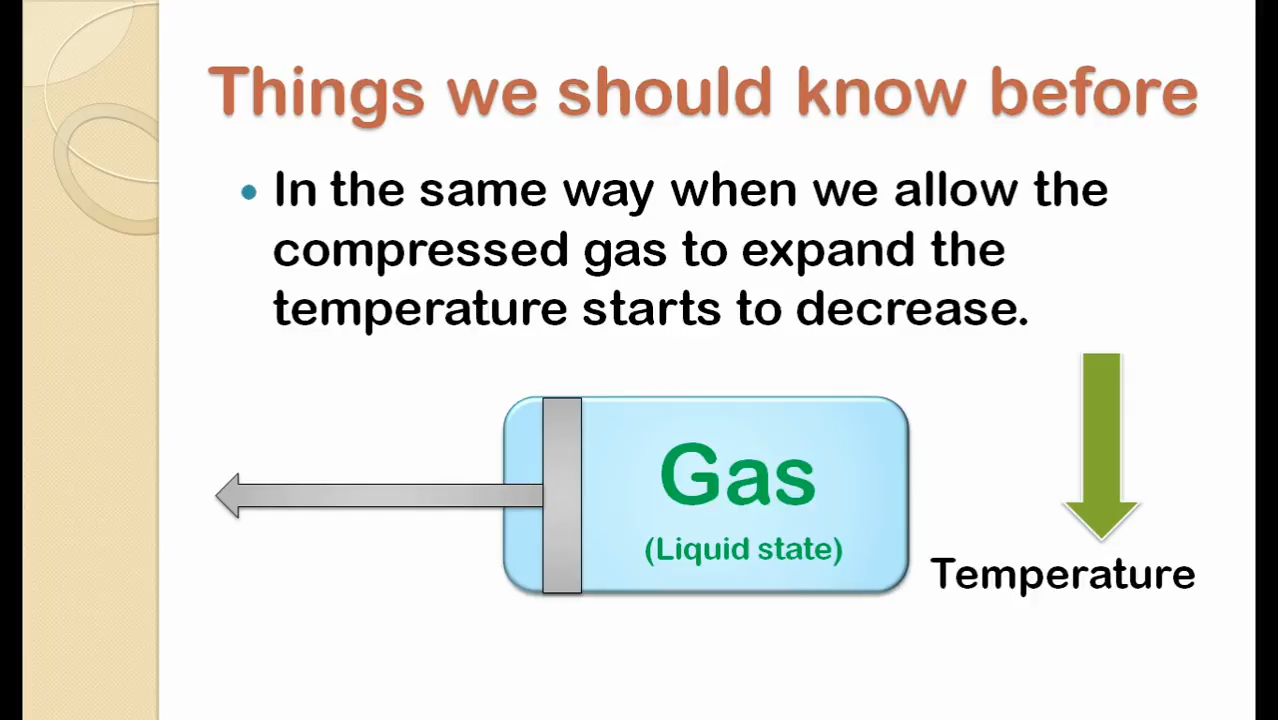 Things we should know before
• In the same way when we allow the
compressed gas to expand the
temperature starts to decrease.
Gas
(Liquid state)
Temperature